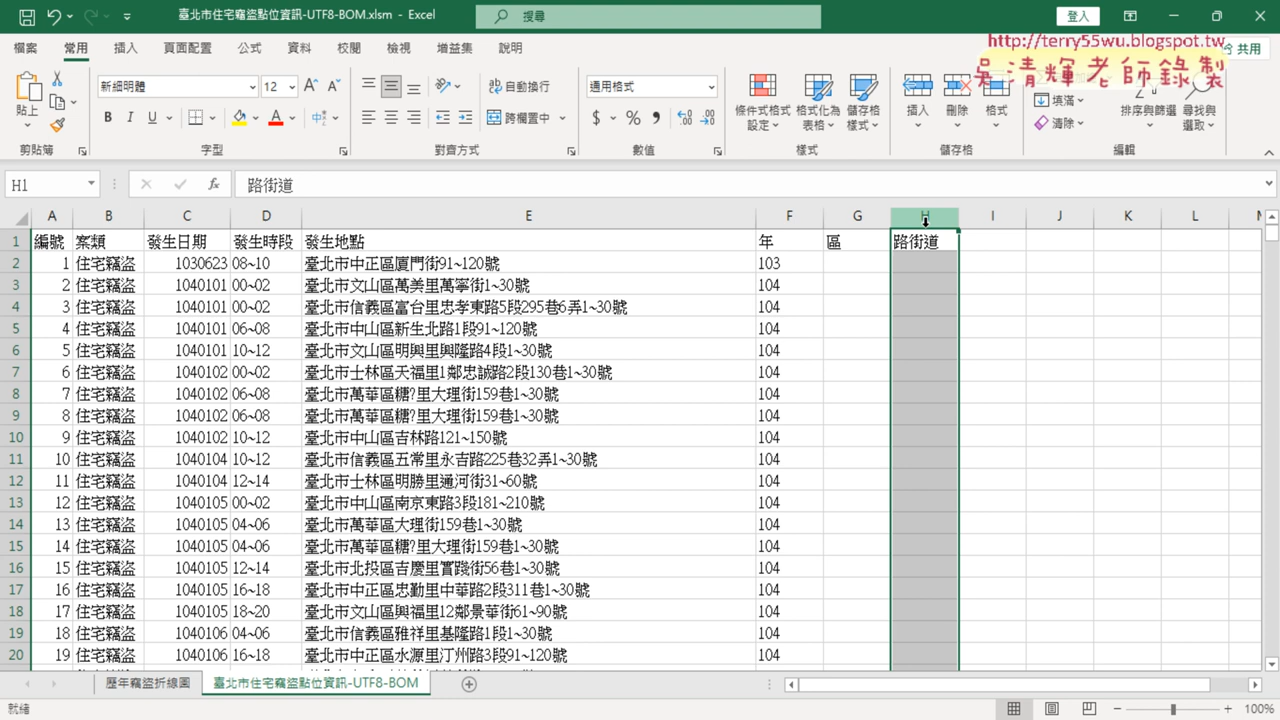 臺北市住宅竊盜點位資訊-UTF8-BOM.xlsm - Excel
搜尋
登入
檔案 常用 插入 頁面配置 公式 資料 校閱 檢視 增益集 說明
共用
http://terry55wu.blogspot.tw
吳清輝老師錄製
貼上
新細明體 12
自動換行
跨欄置中
通用格式
條件式格式設定
格式化為表格
儲存格樣式
插入 刪除 格式
填滿
清除
排序與篩選
尋找與選取
剪貼簿 字型 對齊方式 數值 樣式 儲存格 編輯
H1 fx 路街道
A B C D E F G H I J K L M
1 編號 案類 發生日期 發生時段 發生地點 年 區 路街道
2 1 住宅竊盜 1030623 08~10 臺北市中正區廈門街91~120號 103
3 2 住宅竊盜 1040101 00~02 臺北市文山區萬美里萬寧街1~30號 104
4 3 住宅竊盜 1040101 00~02 臺北市信義區富台里忠孝東路5段295巷6弄1~30號 104
5 4 住宅竊盜 1040101 06~08 臺北市中山區新生北路1段91~120號 104
6 5 住宅竊盜 1040101 10~12 臺北市文山區明興里興隆路4段1~30號 104
7 6 住宅竊盜 1040102 00~02 臺北市士林區天福里1鄰忠誠路2段130巷1~30號 104
8 7 住宅竊盜 1040102 06~08 臺北市萬華區糖?里大理街159巷1~30號 104
9 8 住宅竊盜 1040102 06~08 臺北市萬華區糖?里大理街159巷1~30號 104
10 9 住宅竊盜 1040102 10~12 臺北市中山區吉林路121~150號 104
11 10 住宅竊盜 1040104 10~12 臺北市信義區五常里永吉路225巷32弄1~30號 104
12 11 住宅竊盜 1040104 12~14 臺北市士林區明勝里通河街31~60號 104
13 12 住宅竊盜 1040105 00~02 臺北市中山區南京東路3段181~210號 104
14 13 住宅竊盜 1040105 04~06 臺北市萬華區大理街159巷1~30號 104
15 14 住宅竊盜 1040105 04~06 臺北市萬華區糖?里大理街159巷1~30號 104
16 15 住宅竊盜 1040105 12~14 臺北市北投區吉慶里實踐街56巷1~30號 104
17 16 住宅竊盜 1040105 16~18 臺北市中正區忠勤里中華路2段311巷1~30號 104
18 17 住宅竊盜 1040105 18~20 臺北市文山區興福里12鄰景華街61~90號 104
19 18 住宅竊盜 1040106 04~06 臺北市信義區雅祥里基隆路1段1~30號 104
20 19 住宅竊盜 1040106 16~18 臺北市中正區水源里汀州路3段91~120號 104
歷年竊盜折線圖 臺北市住宅竊盜點位資訊-UTF8-BOM
就緒 100%